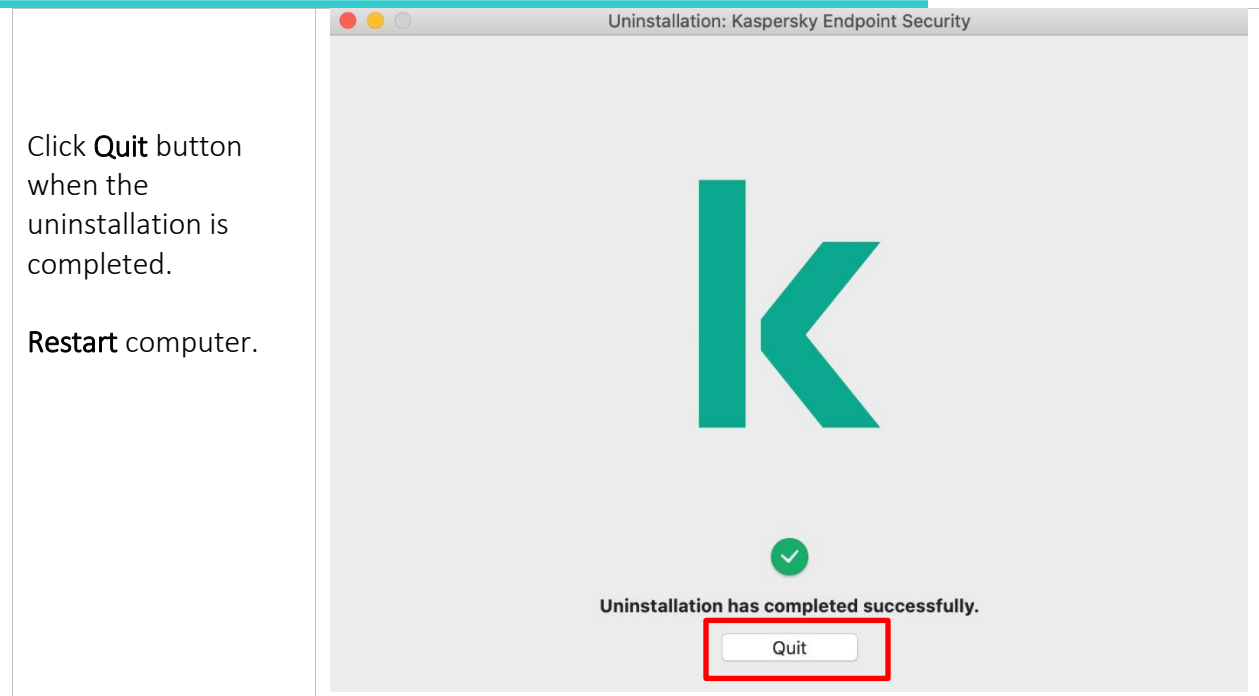 Click Quit button
when the
uninstallation is
completed.
Restart computer.
Uninstallation: Kaspersky Endpoint Security
Uninstallation has completed successfully.
Quit